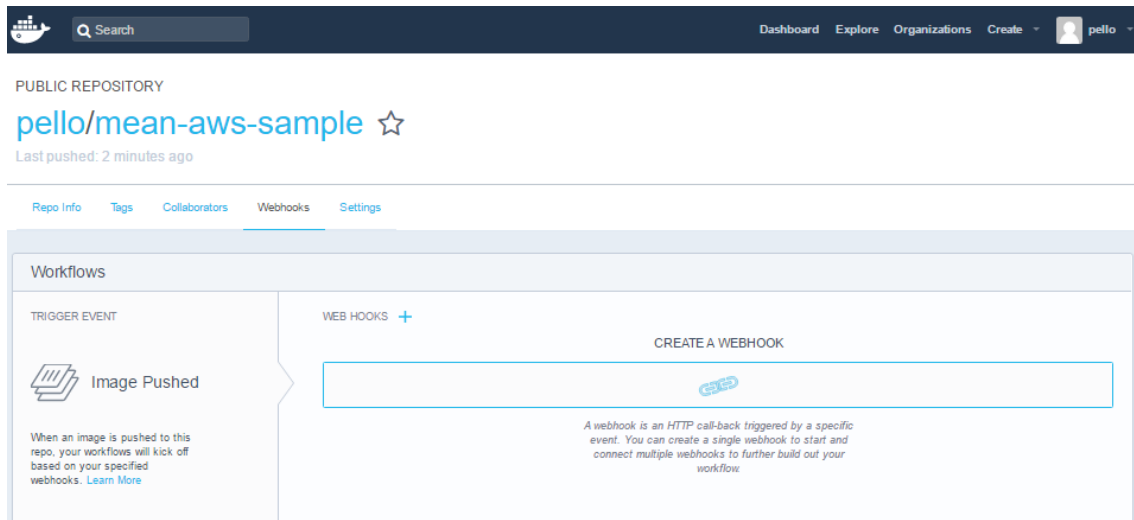 Search
Dashboard Explore Organizations Create pello
PUBLIC REPOSITORY
pello/mean-aws-sample
Last pushed: 2 minutes ago
Repo Info Tags Collaborators Webhooks Settings
Workflows
TRIGGER EVENT
Image Pushed
When an image is pushed to this
repo, your workflows will kick off
based on your specified
webhooks. Learn More
WEB HOOKS +
CREATE A WEBHOOK
A webhook is an HTTP call-back triggered by a specific
event. You can create a single webhook to start and
connect multiple webhooks to further build out your
workflow.